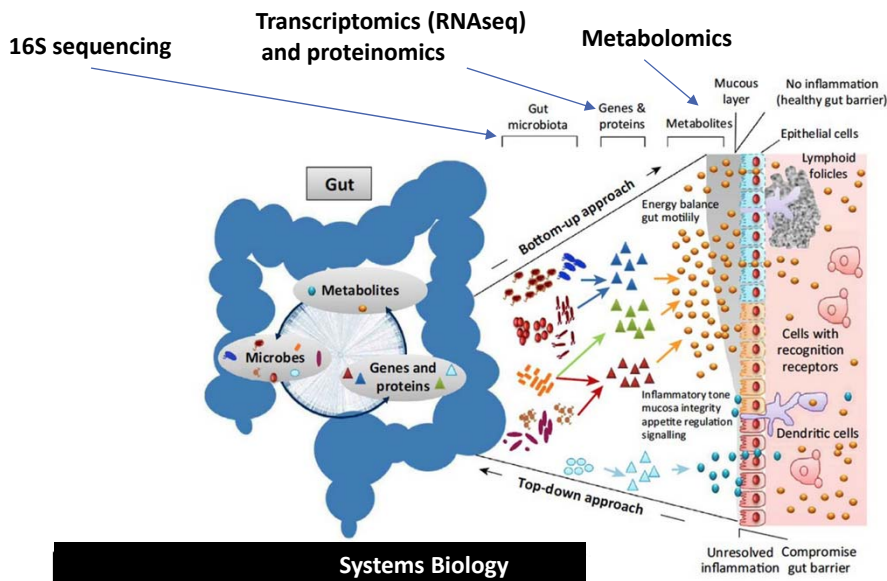 16S sequencing
Transcriptomics (RNAseq)
and proteinomics
Metabolomics
Gut
microbiota
Genes &
proteins
Metabolites
Mucous
layer
No inflammation
(healthy gut barrier)
Epithelial cells
Lymphoid
follicles
Gut
Bottom-up approach
Energy balance
gut motilily
Metabolites
Microbes
Genes and
proteins
Cells with
recognition
receptors
Inflammatory tone
mucosa integrity
appetite regulation
signalling
Dendritic cells
Top-down approach
Systems Biology
Unresolved
inflammation
Compromise
gut barrier